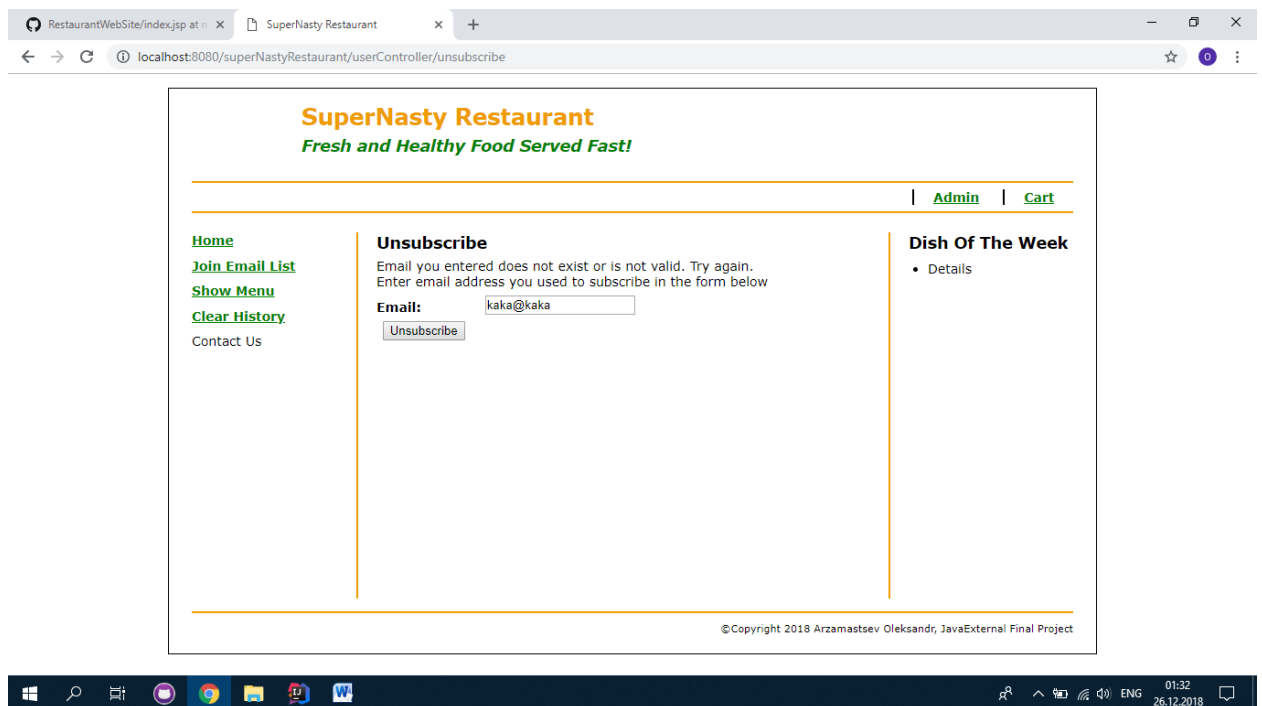 RestaurantWebSite/index.jsp at n
SuperNasty Restaurant
localhost:8080/superNastyRestaurant/userController/unsubscribe
O
SuperNasty Restaurant
Fresh and Healthy Food Served Fast!
Admin Cart
Home
Join Email List
Show Menu
Clear History
Contact Us
Unsubscribe
Email you entered does not exist or is not valid. Try again.
Enter email address you used to subscribe in the form below
Email: kaka@kaka
Unsubscribe
Dish Of The Week
• Details
©Copyright 2018 Arzamastsev Oleksandr, JavaExternal Final Project
ENG
01:32
26.12.2018